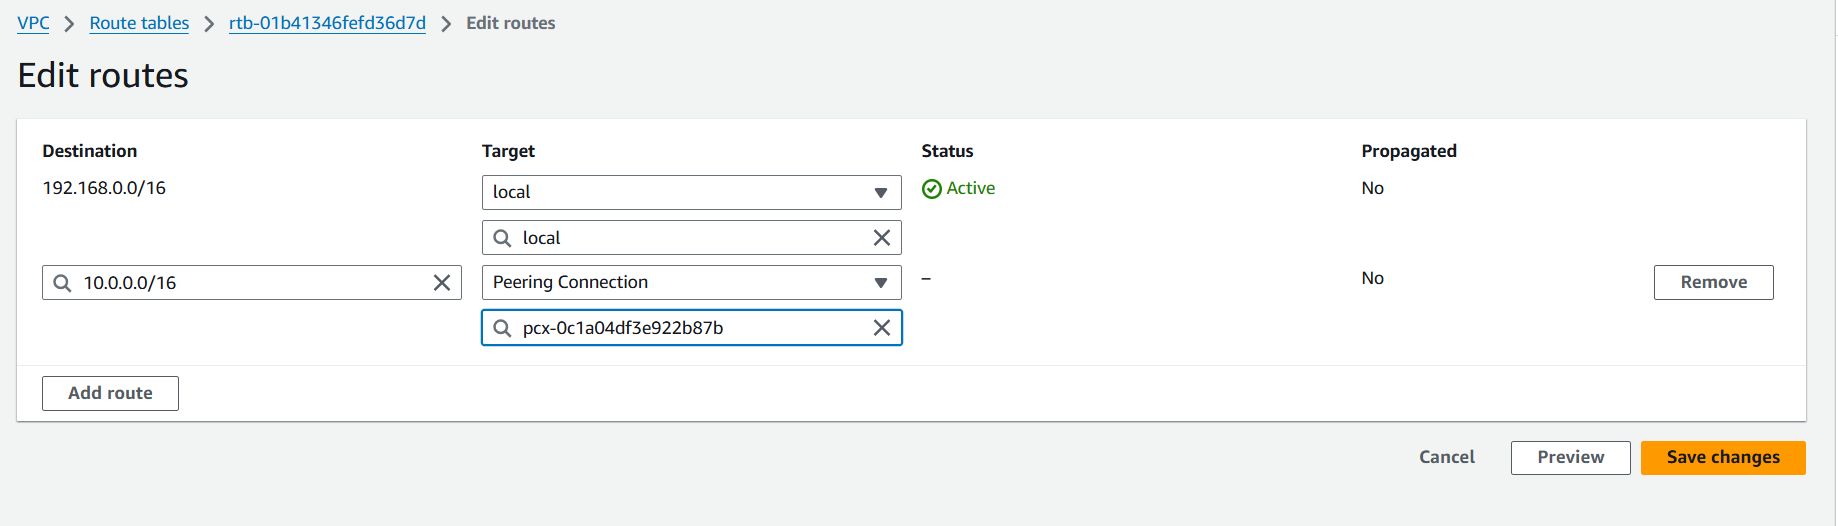 VPC > Route tables > rtb-01b41346fefd36d7d > Edit routes
Edit routes
Destination Target Status Propagated
192.168.0.0/16 local Active No
local
10.0.0.0/16 Peering Connection – No Remove
pcx-0c1a04df3e922b87b
Add route
Cancel Preview Save changes